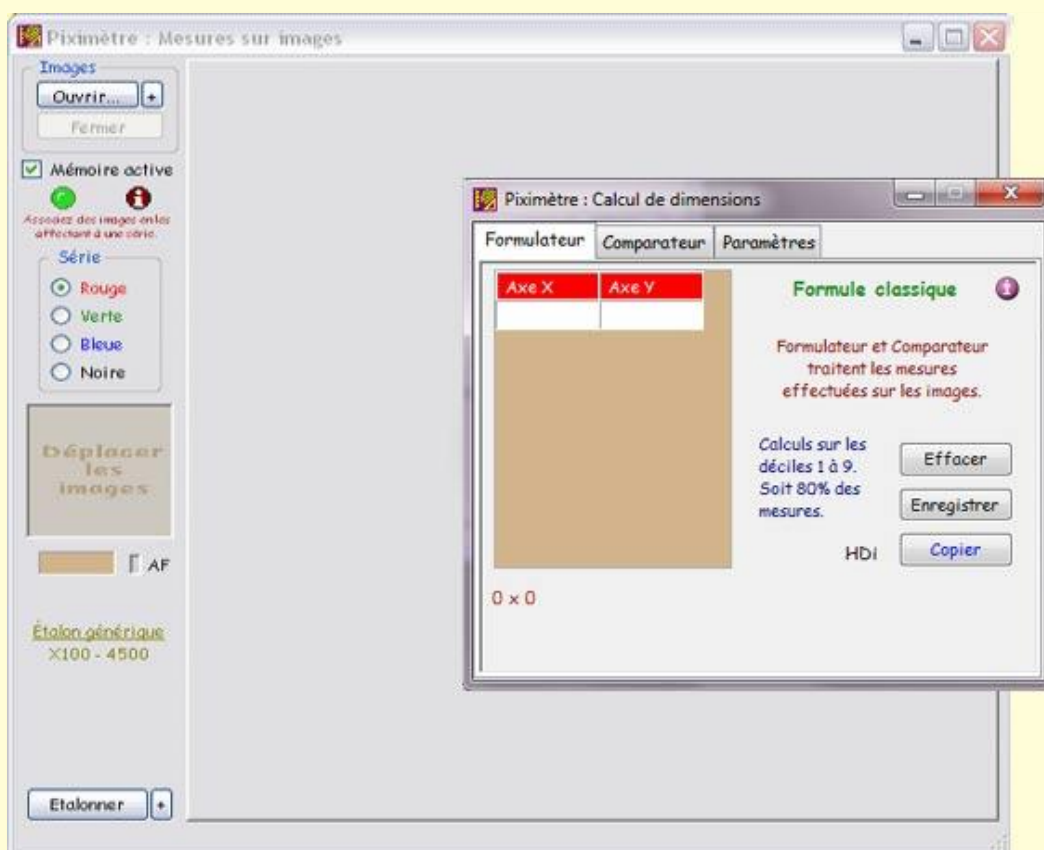 Piximètre : Mesures sur images
Images
Ouvrir...
+
Fermer
Mémoire active
Associez des images en les
affectant à une série.
Série
Rouge
Verte
Bleue
Noire
Déplacer
les
images
AF
Étalon générique
X100 - 4500
Etalonner
+
Piximètre : Calcul de dimensions
Formulateur
Comparateur
Paramètres
Axe X
Axe Y
Formule classique
Formulateur et Comparateur
traitent les mesures
effectuées sur les images.
Calculs sur les
déciles 1 à 9.
Soit 80% des
mesures.
Effacer
Enregistrer
HDi
Copier
0 x 0